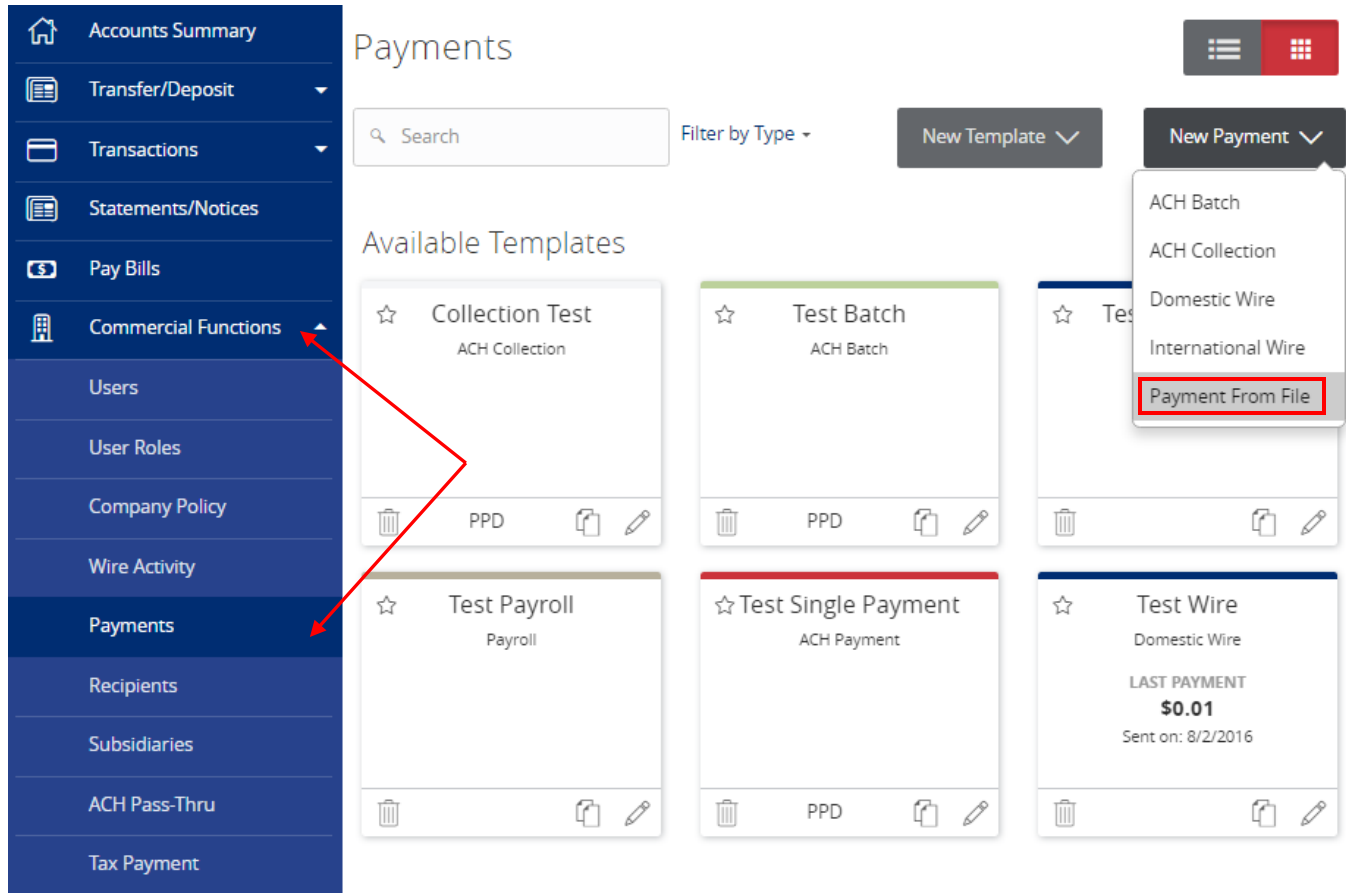 Accounts Summary
Transfer/Deposit
Transactions
Statements/Notices
Pay Bills
Commercial Functions
Users
User Roles
Company Policy
Wire Activity
Payments
Recipients
Subsidiaries
ACH Pass-Thru
Tax Payment
Payments
Search
Filter by Type
New Template
New Payment
ACH Batch
ACH Collection
Domestic Wire
International Wire
Payment From File
Available Templates
Collection Test
ACH Collection
PPD
Test Batch
ACH Batch
PPD
Test Payroll
Payroll
Test Single Payment
ACH Payment
PPD
Test Wire
Domestic Wire
LAST PAYMENT
$0.01
Sent on: 8/2/2016